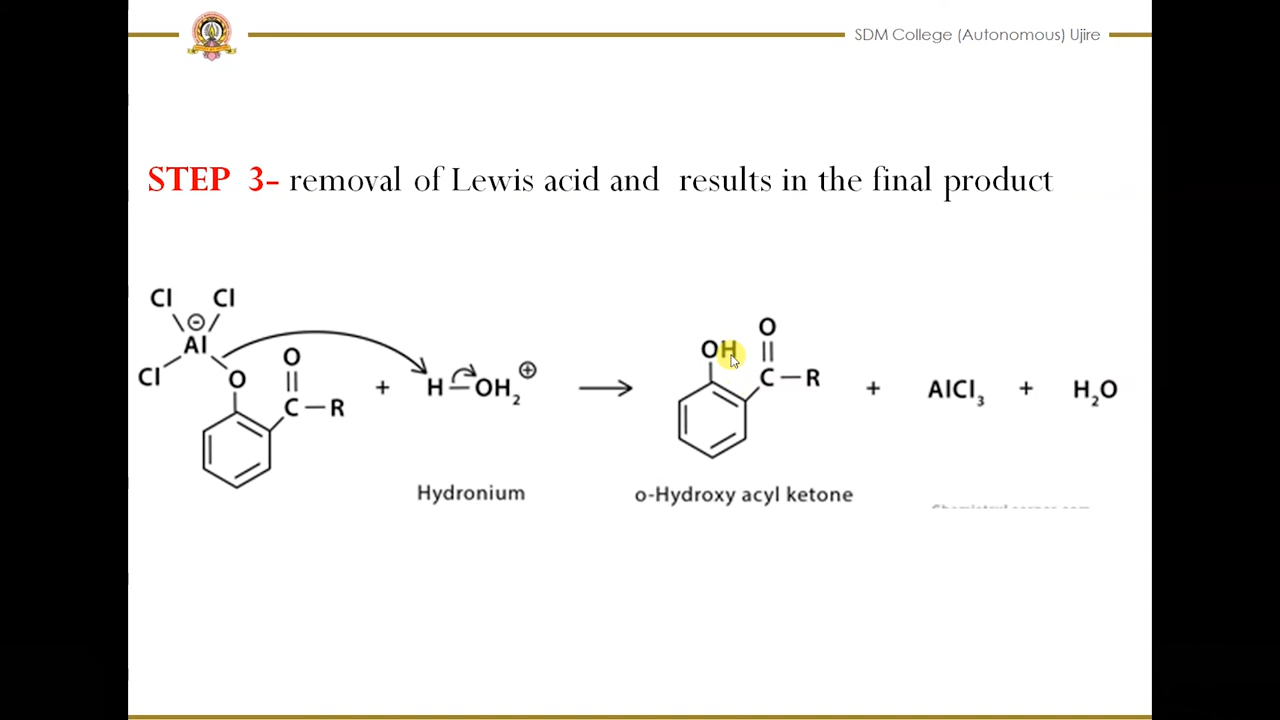 SDM College (Autonomous) Ujire
STEP 3- removal of Lewis acid and results in the final product
Cl Cl
⊖
Al
Cl
O
O
C–R
+
H–OH₂
⊕
Hydronium
→
OH
O
C–R
o-Hydroxy acyl ketone
+
AlCl₃
+
H₂O